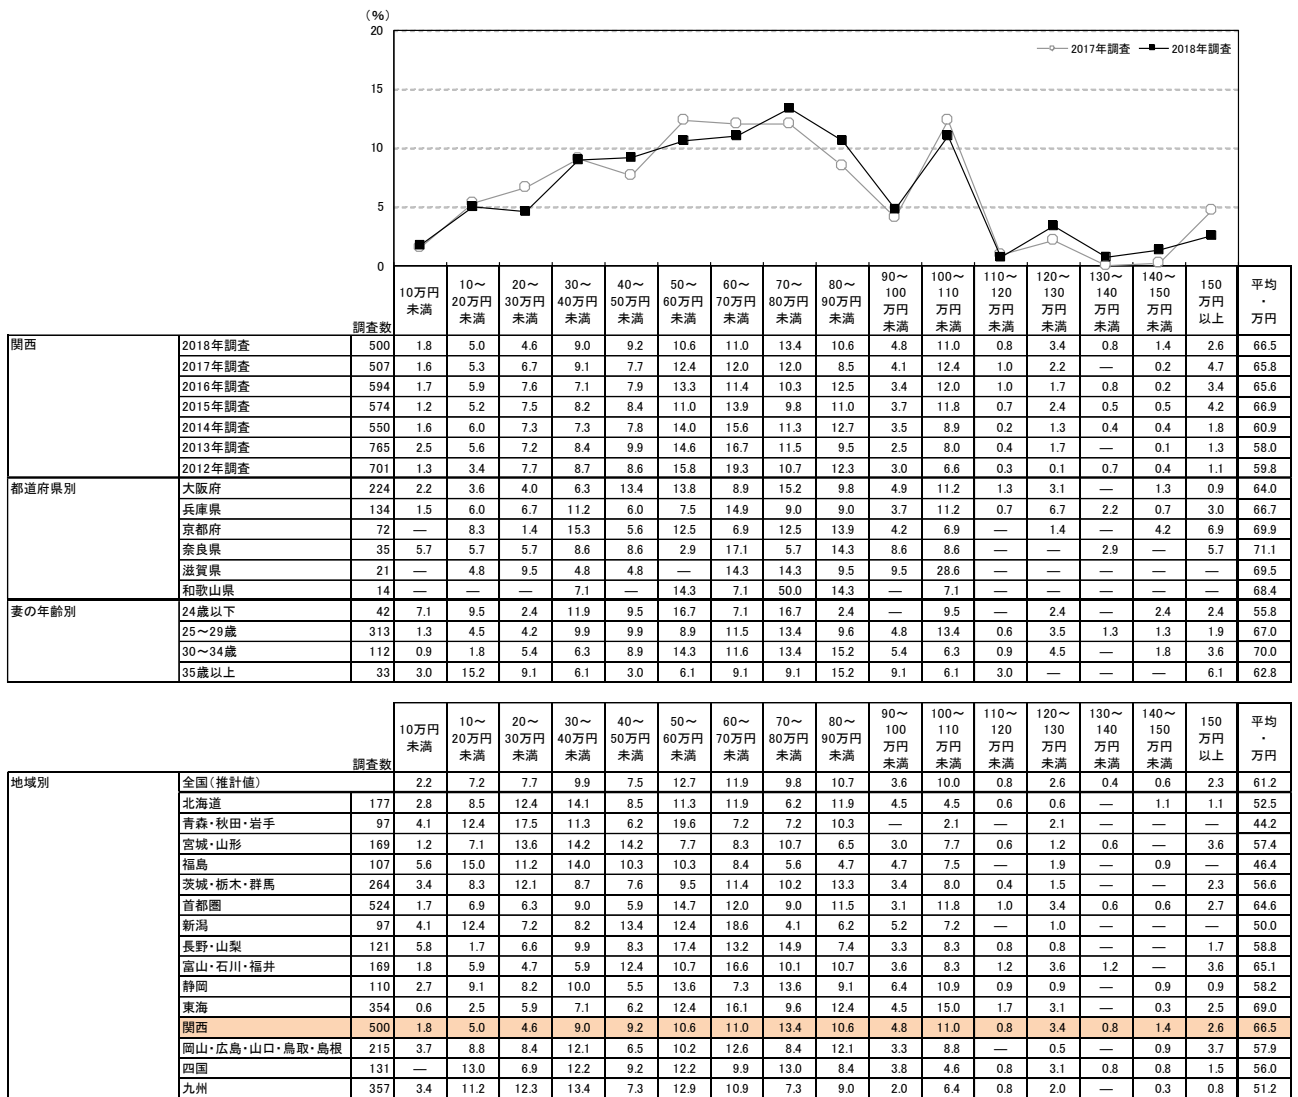 （%）
20
15
10
5
0
2017年調査 2018年調査
調査数 10万円未満 10～20万円未満 20～30万円未満 30～40万円未満 40～50万円未満 50～60万円未満 60～70万円未満 70～80万円未満 80～90万円未満 90～100万円未満 100～110万円未満 110～120万円未満 120～130万円未満 130～140万円未満 140～150万円未満 150万円以上 平均・万円
関西 2018年調査 500 1.8 5.0 4.6 9.0 9.2 10.6 11.0 13.4 10.6 4.8 11.0 0.8 3.4 0.8 1.4 2.6 66.5
2017年調査 507 1.6 5.3 6.7 9.1 7.7 12.4 12.0 12.0 8.5 4.1 12.4 1.0 2.2 — 0.2 4.7 65.8
2016年調査 594 1.7 5.9 7.6 7.1 7.9 13.3 11.4 10.3 12.5 3.4 12.0 1.0 1.7 0.8 0.2 3.4 65.6
2015年調査 574 1.2 5.2 7.5 8.2 8.4 11.0 13.9 9.8 11.0 3.7 11.8 0.7 2.4 0.5 0.5 4.2 66.9
2014年調査 550 1.6 6.0 7.3 7.3 7.8 14.0 15.6 11.3 12.7 3.5 8.9 0.2 1.3 0.4 0.4 1.8 60.9
2013年調査 765 2.5 5.6 7.2 8.4 9.9 14.6 16.7 11.5 9.5 2.5 8.0 0.4 1.7 — 0.1 1.3 58.0
2012年調査 701 1.3 3.4 7.7 8.7 8.6 15.8 19.3 10.7 12.3 3.0 6.6 0.3 0.1 0.7 0.4 1.1 59.8
都道府県別 大阪府 224 2.2 3.6 4.0 6.3 13.4 13.8 8.9 15.2 9.8 4.9 11.2 1.3 3.1 — 1.3 0.9 64.0
兵庫県 134 1.5 6.0 6.7 11.2 6.0 7.5 14.9 9.0 9.0 3.7 11.2 0.7 6.7 2.2 0.7 3.0 66.7
京都府 72 — 8.3 1.4 15.3 5.6 12.5 6.9 12.5 13.9 4.2 6.9 — 1.4 — 4.2 6.9 69.9
奈良県 35 5.7 5.7 5.7 8.6 8.6 2.9 17.1 5.7 14.3 8.6 8.6 — — 2.9 — 5.7 71.1
滋賀県 21 — 4.8 9.5 4.8 4.8 — 14.3 14.3 9.5 9.5 28.6 — — — — — 69.5
和歌山県 14 — — — 7.1 — 14.3 7.1 50.0 14.3 — 7.1 — — — — — 68.4
妻の年齢別 24歳以下 42 7.1 9.5 2.4 11.9 9.5 16.7 7.1 16.7 2.4 — 9.5 — 2.4 — 2.4 2.4 55.8
25～29歳 313 1.3 4.5 4.2 9.9 9.9 8.9 11.5 13.4 9.6 4.8 13.4 0.6 3.5 1.3 1.3 1.9 67.0
30～34歳 112 0.9 1.8 5.4 6.3 8.9 14.3 11.6 13.4 15.2 5.4 6.3 0.9 4.5 — 1.8 3.6 70.0
35歳以上 33 3.0 15.2 9.1 6.1 3.0 6.1 9.1 9.1 15.2 9.1 6.1 3.0 — — — 6.1 62.8
調査数 10万円未満 10～20万円未満 20～30万円未満 30～40万円未満 40～50万円未満 50～60万円未満 60～70万円未満 70～80万円未満 80～90万円未満 90～100万円未満 100～110万円未満 110～120万円未満 120～130万円未満 130～140万円未満 140～150万円未満 150万円以上 平均・万円
地域別 全国(推計値) 2.2 7.2 7.7 9.9 7.5 12.7 11.9 9.8 10.7 3.6 10.0 0.8 2.6 0.4 0.6 2.3 61.2
北海道 177 2.8 8.5 12.4 14.1 8.5 11.3 11.9 6.2 11.9 4.5 4.5 0.6 0.6 — 1.1 1.1 52.5
青森・秋田・岩手 97 4.1 12.4 17.5 11.3 6.2 19.6 7.2 7.2 10.3 — 2.1 — 2.1 — — — 44.2
宮城・山形 169 1.2 7.1 13.6 14.2 14.2 7.7 8.3 10.7 6.5 3.0 7.7 0.6 1.2 0.6 — 3.6 57.4
福島 107 5.6 15.0 11.2 14.0 10.3 10.3 8.4 5.6 4.7 4.7 7.5 — 1.9 — 0.9 — 46.4
茨城・栃木・群馬 264 3.4 8.3 12.1 8.7 7.6 9.5 11.4 10.2 13.3 3.4 8.0 0.4 1.5 — — 2.3 56.6
首都圏 524 1.7 6.9 6.3 9.0 5.9 14.7 12.0 9.0 11.5 3.1 11.8 1.0 3.4 0.6 0.6 2.7 64.6
新潟 97 4.1 12.4 7.2 8.2 13.4 12.4 18.6 4.1 6.2 5.2 7.2 — 1.0 — — — 50.0
長野・山梨 121 5.8 1.7 6.6 9.9 8.3 17.4 13.2 14.9 7.4 3.3 8.3 0.8 0.8 — — 1.7 58.8
富山・石川・福井 169 1.8 5.9 4.7 5.9 12.4 10.7 16.6 10.1 10.7 3.6 8.3 1.2 3.6 1.2 — 3.6 65.1
静岡 110 2.7 9.1 8.2 10.0 5.5 13.6 7.3 13.6 9.1 6.4 10.9 0.9 0.9 — 0.9 0.9 58.2
東海 354 0.6 2.5 5.9 7.1 6.2 12.4 16.1 9.6 12.4 4.5 15.0 1.7 3.1 — 0.3 2.5 69.0
関西 500 1.8 5.0 4.6 9.0 9.2 10.6 11.0 13.4 10.6 4.8 11.0 0.8 3.4 0.8 1.4 2.6 66.5
岡山・広島・山口・鳥取・島根 215 3.7 8.8 8.4 12.1 6.5 10.2 12.6 8.4 12.1 3.3 8.8 — 0.5 — 0.9 3.7 57.9
四国 131 — 13.0 6.9 12.2 9.2 12.2 9.9 13.0 8.4 3.8 4.6 0.8 3.1 0.8 0.8 1.5 56.0
九州 357 3.4 11.2 12.3 13.4 7.3 12.9 10.9 7.3 9.0 2.0 6.4 0.8 2.0 — 0.3 0.8 51.2